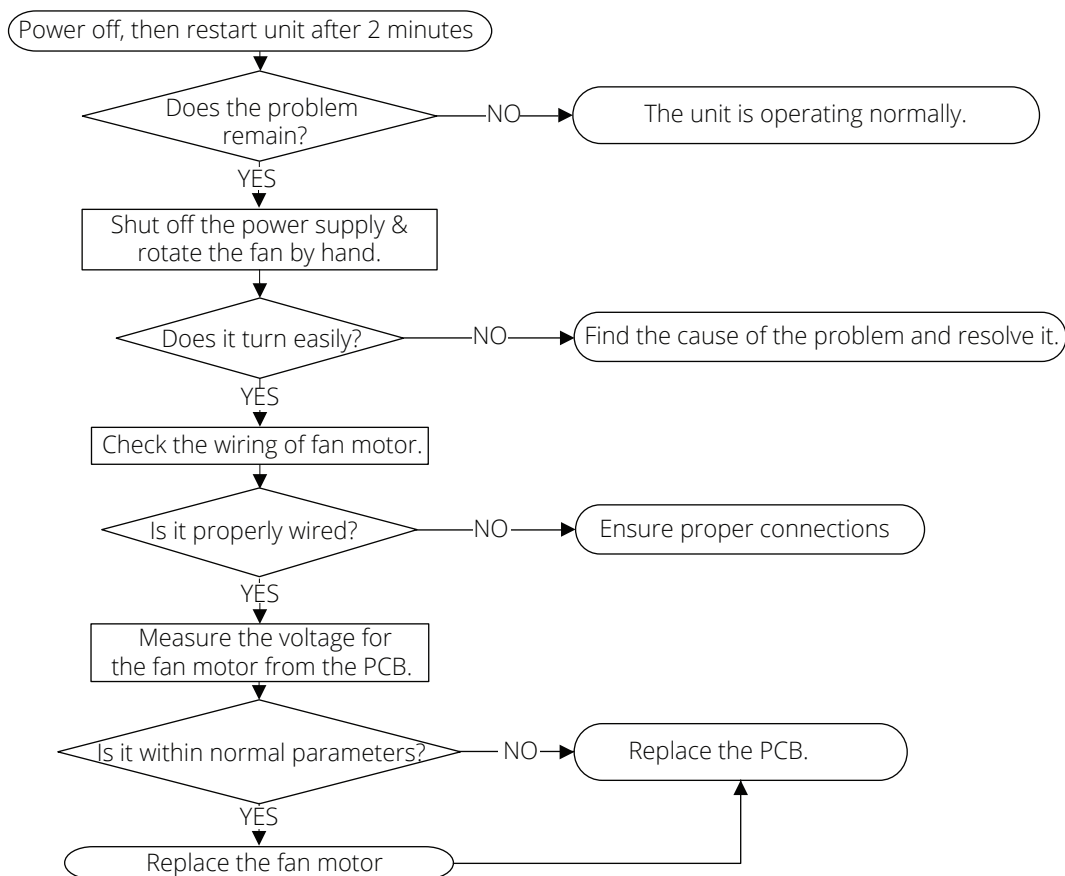 Power off, then restart unit after 2 minutes
Does the problem
remain?
NO
The unit is operating normally.
YES
Shut off the power supply &
rotate the fan by hand.
Does it turn easily?
NO
Find the cause of the problem and resolve it.
YES
Check the wiring of fan motor.
Is it properly wired?
NO
Ensure proper connections
YES
Measure the voltage for
the fan motor from the PCB.
Is it within normal parameters?
NO
Replace the PCB.
YES
Replace the fan motor